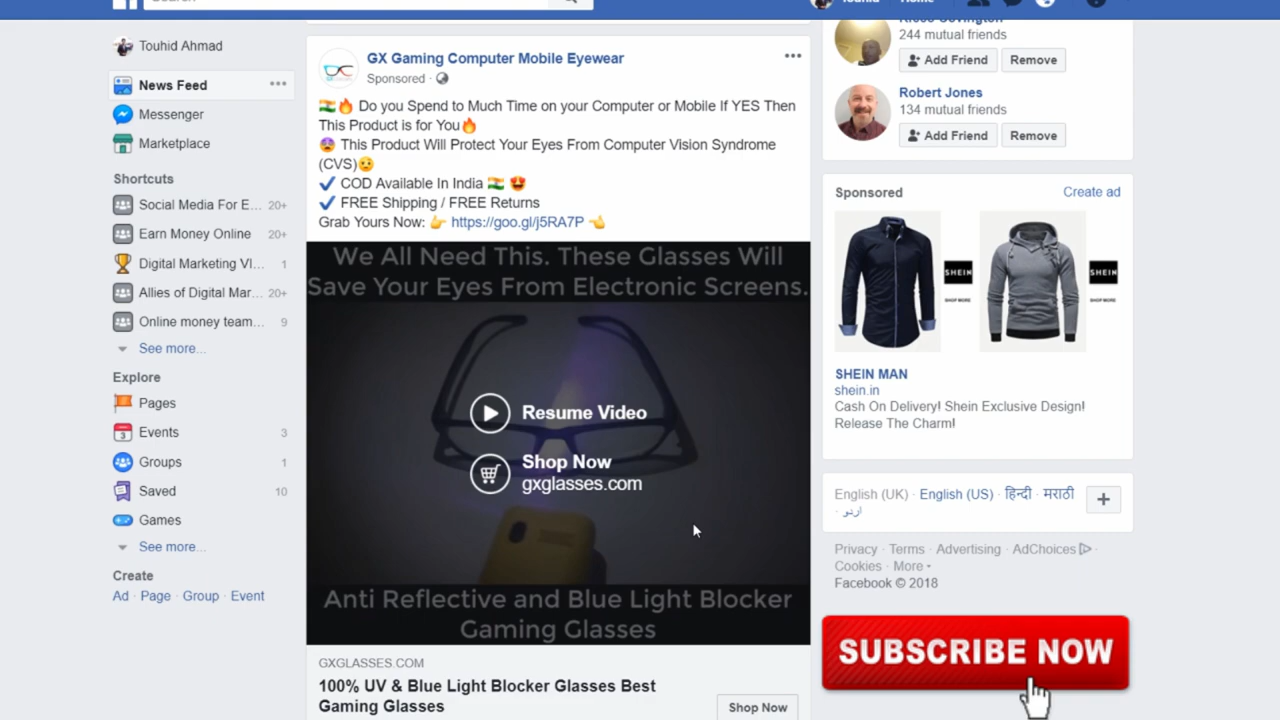 Touhid
Home
Touhid Ahmad
News Feed
Messenger
Marketplace
Shortcuts
Social Media For E... 20+
Earn Money Online 20+
Digital Marketing VI... 1
Allies of Digital Mar... 20+
Online money team... 9
See more...
Explore
Pages
Events 3
Groups 1
Saved 10
Games
See more...
Create
Ad · Page · Group · Event
GX Gaming Computer Mobile Eyewear
Sponsored ·
🇮🇳🔥 Do you Spend to Much Time on your Computer or Mobile If YES Then
This Product is for You🔥
😨 This Product Will Protect Your Eyes From Computer Vision Syndrome
(CVS)😟
✔ COD Available In India 🇮🇳 😍
✔ FREE Shipping / FREE Returns
Grab Yours Now: 👉 https://goo.gl/j5RA7P 👈
We All Need This. These Glasses Will
Save Your Eyes From Electronic Screens.
Resume Video
Shop Now
gxglasses.com
Anti Reflective and Blue Light Blocker
Gaming Glasses
GXGLASSES.COM
100% UV & Blue Light Blocker Glasses Best
Gaming Glasses
Shop Now
244 mutual friends
Add Friend Remove
Robert Jones
134 mutual friends
Add Friend Remove
Sponsored Create ad
SHEIN
SHOP MORE
SHEIN
SHOP MORE
SHEIN MAN
shein.in
Cash On Delivery! Shein Exclusive Design!
Release The Charm!
English (UK) · English (US) · हिन्दी · मराठी
· اردو
Privacy · Terms · Advertising · AdChoices ·
Cookies · More
Facebook © 2018
SUBSCRIBE NOW